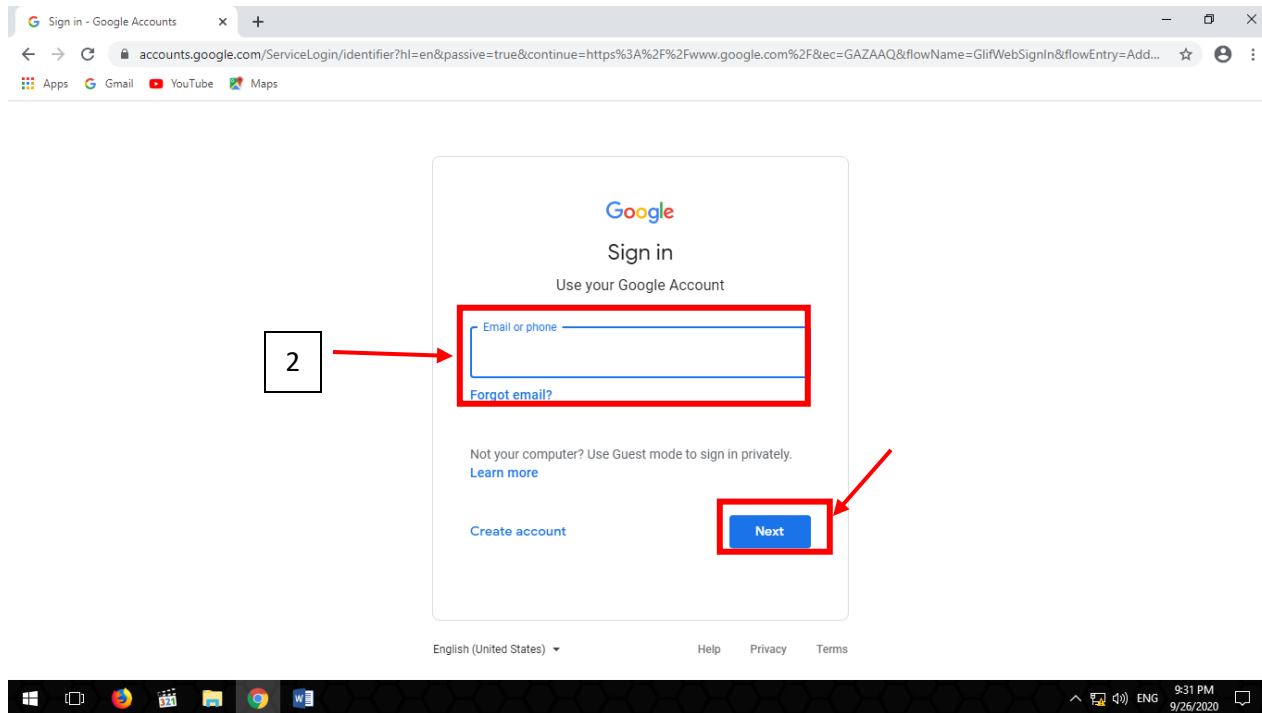 Sign in - Google Accounts
accounts.google.com/ServiceLogin/identifier?hl=en&passive=true&continue=https%3A%2F%2Fwww.google.com%2F&ec=GAZAAQ&flowName=GlifWebSignIn&flowEntry=Add...
Apps Gmail YouTube Maps
Google
Sign in
Use your Google Account
Email or phone
2
Forgot email?
Not your computer? Use Guest mode to sign in privately.
Learn more
Create account Next
English (United States) Help Privacy Terms
321
W
ENG
9:31 PM
9/26/2020